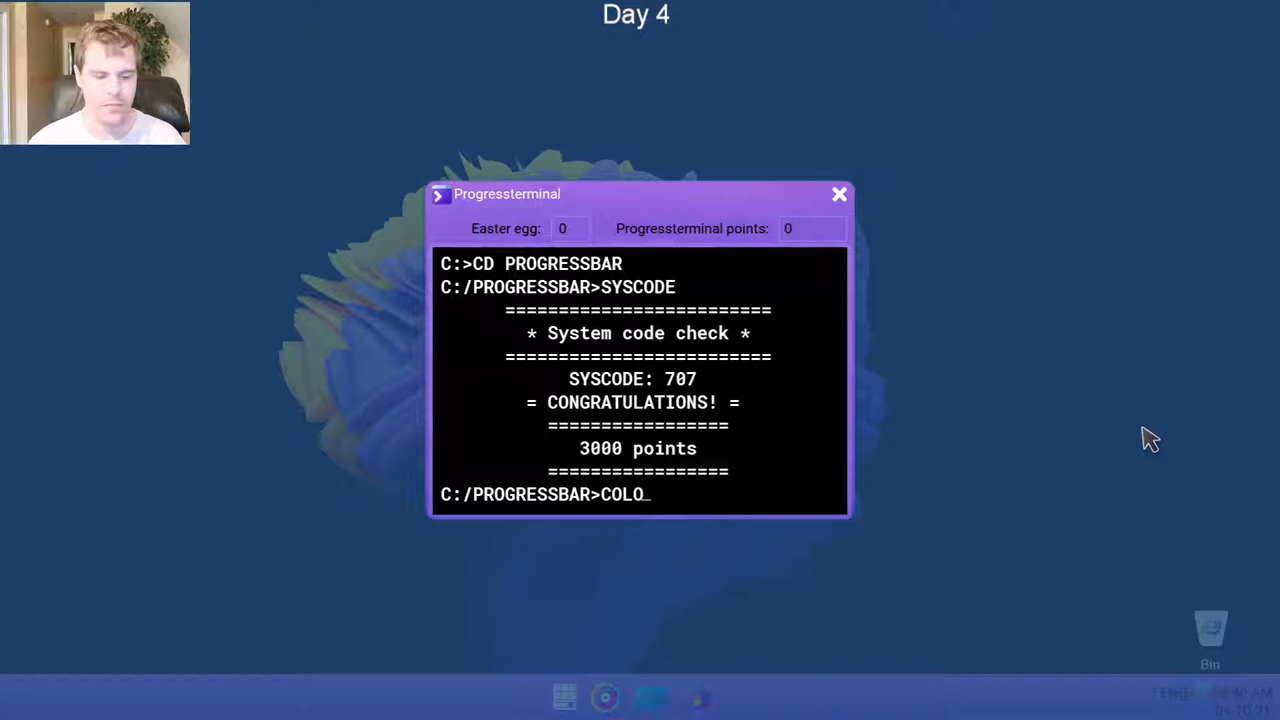 Day 4
Progressterminal
Easter egg: 0 Progressterminal points: 0
C:>CD PROGRESSBAR
C:/PROGRESSBAR>SYSCODE
=========================
* System code check *
=========================
SYSCODE: 707
= CONGRATULATIONS! =
=================
3000 points
=================
C:/PROGRESSBAR>COLO_
Bin